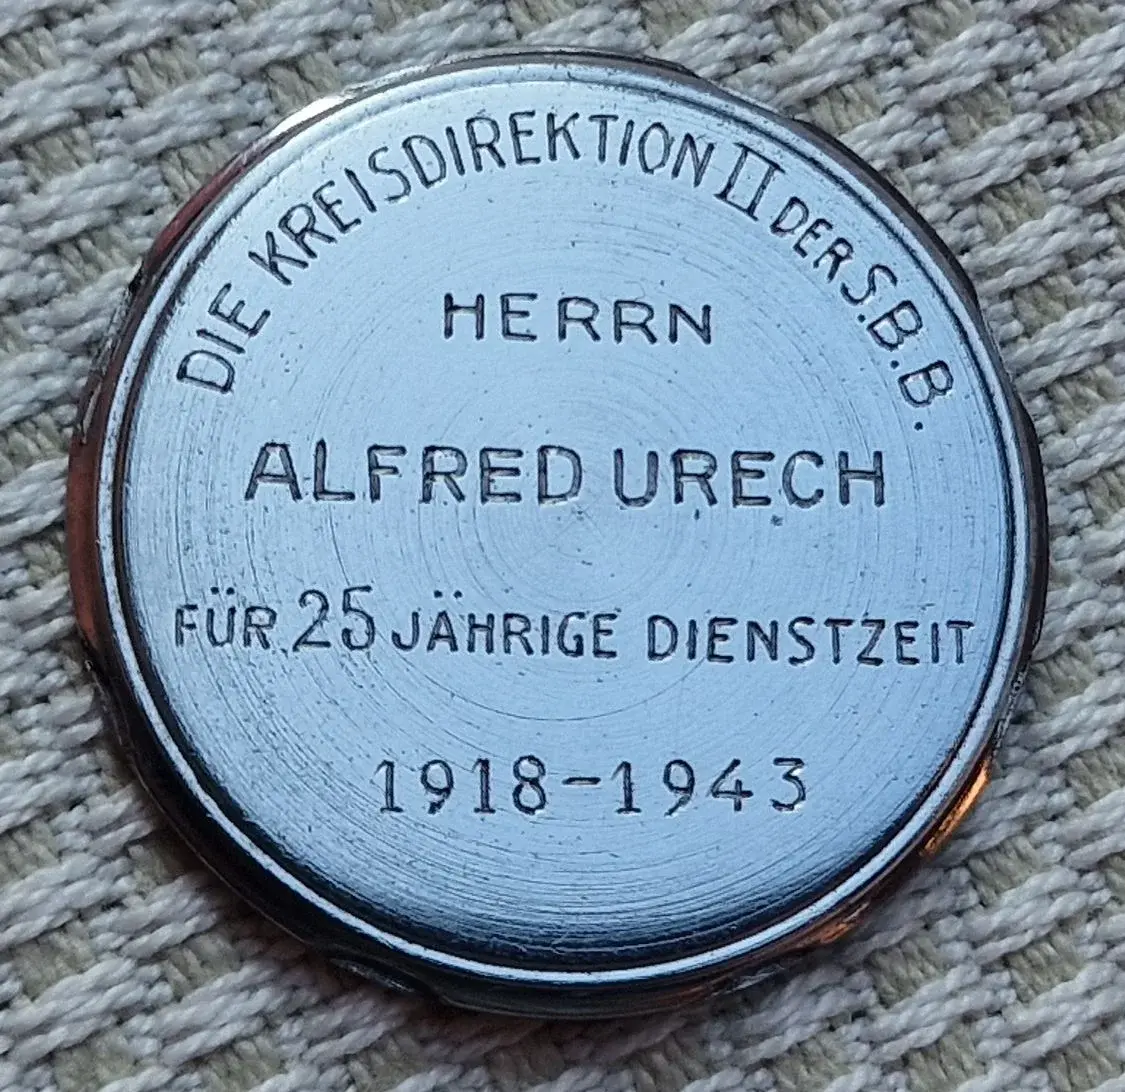 DIE KREISDIREKTION II DER S.B.B.
HERRN
ALFRED URECH
FÜR 25 JÄHRIGE DIENSTZEIT
1918-1943